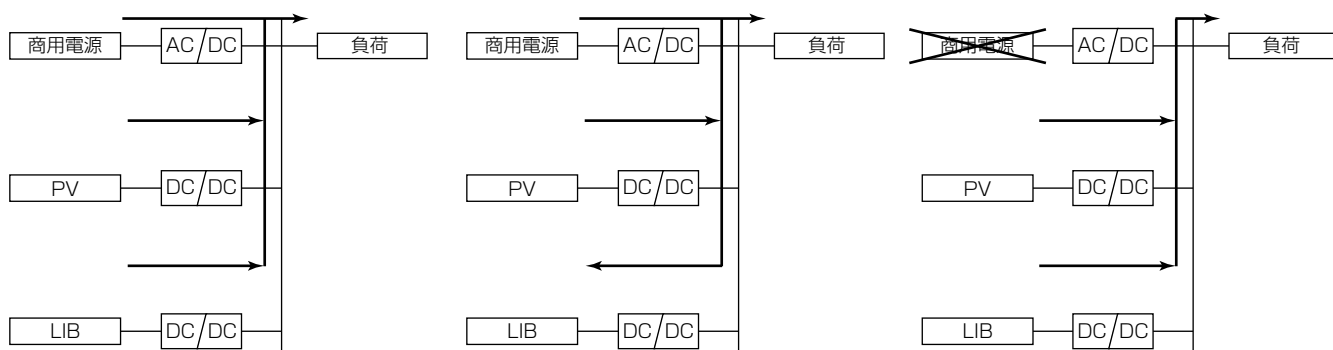 商用電源 AC/DC 負荷 商用電源 AC/DC 負荷 商用電源 AC/DC 負荷
PV DC/DC PV DC/DC PV DC/DC
LIB DC/DC LIB DC/DC LIB DC/DC